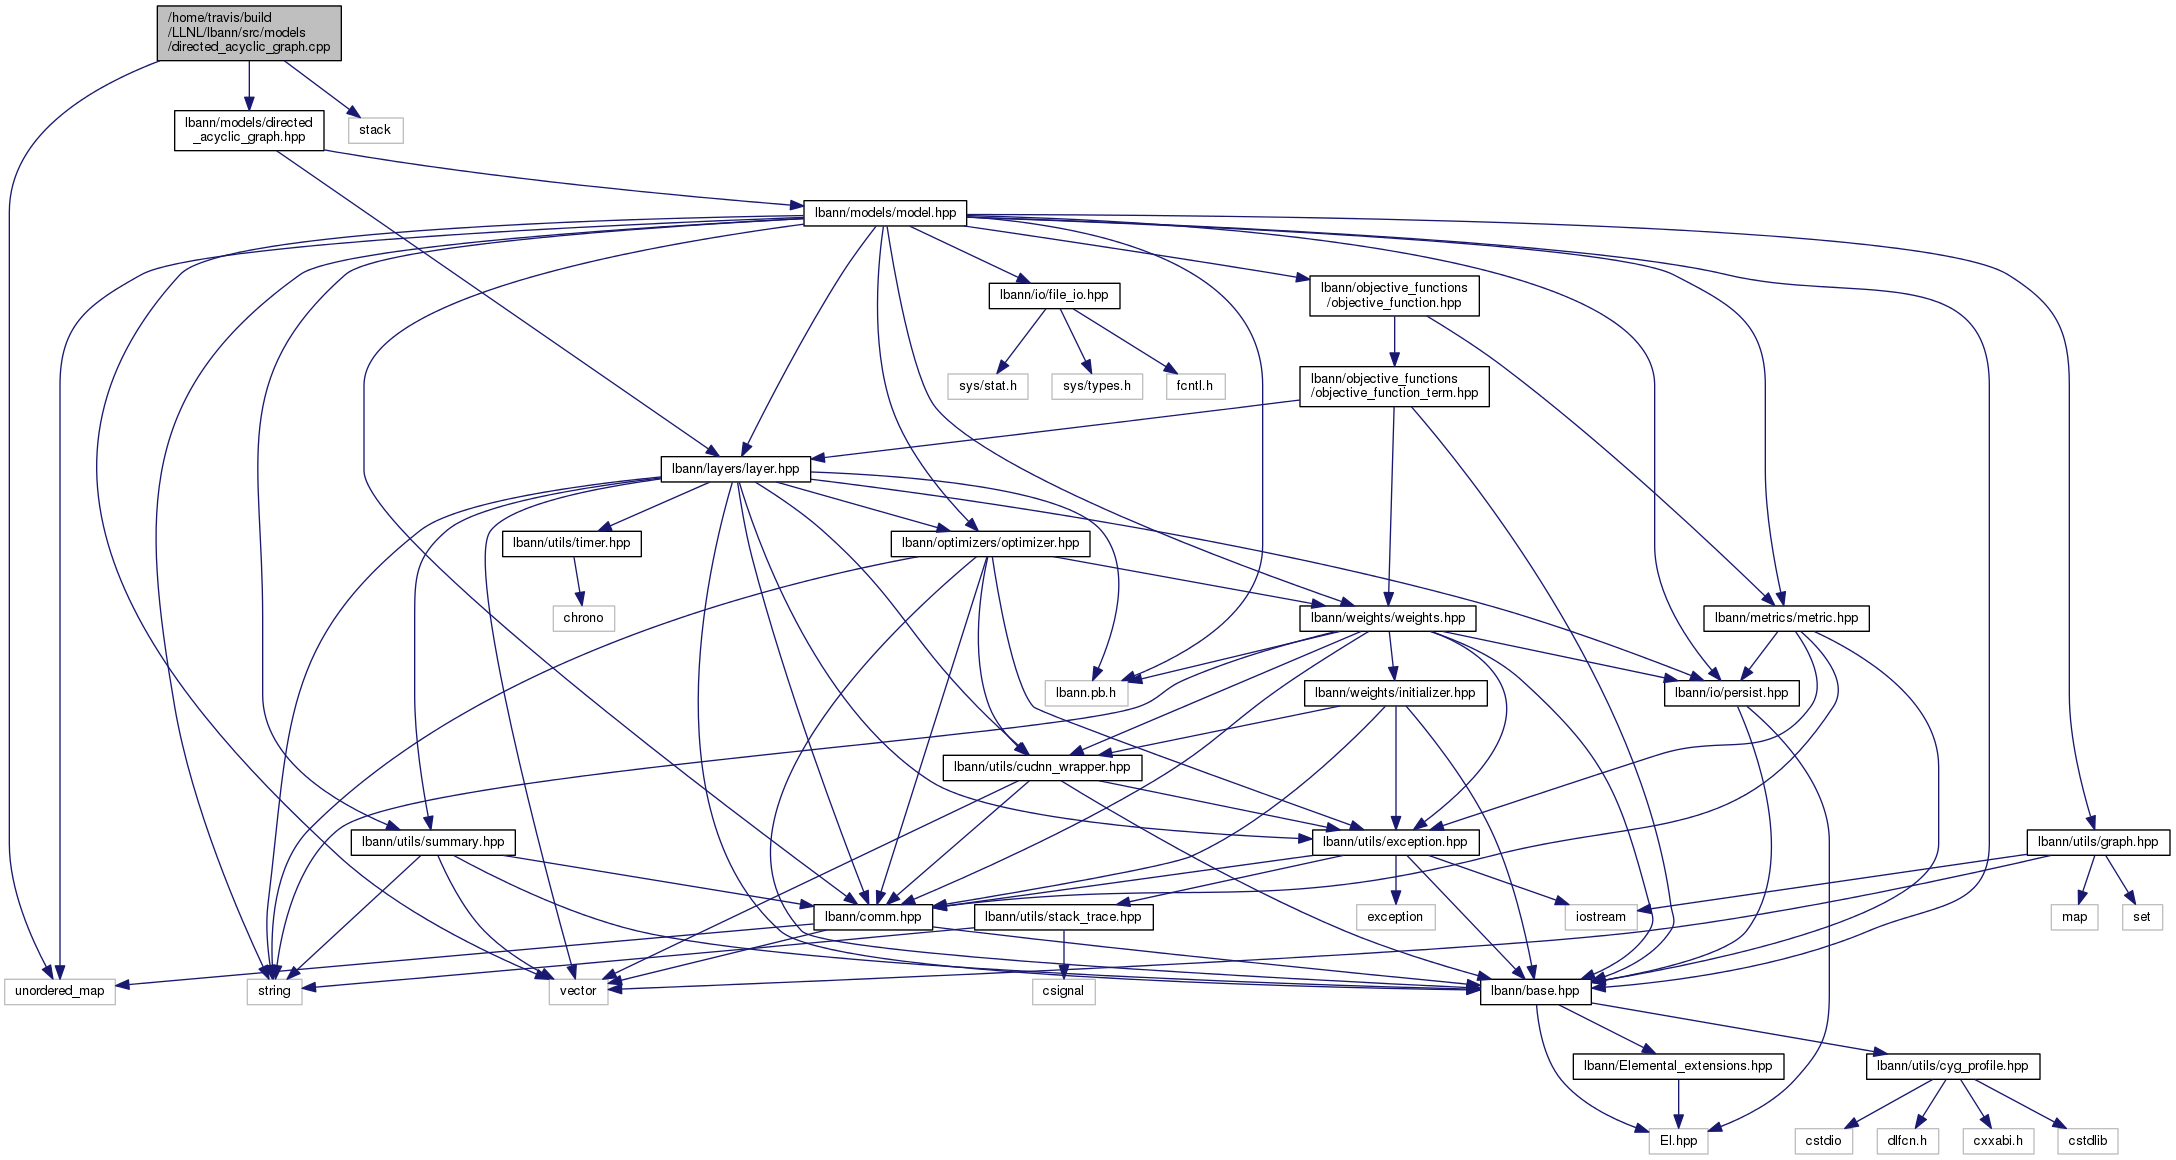 /home/travis/build
/LLNL/lbann/src/models
/directed_acyclic_graph.cpp
lbann/models/directed
_acyclic_graph.hpp
stack
lbann/models/model.hpp
lbann/io/file_io.hpp
lbann/objective_functions
/objective_function.hpp
sys/stat.h
sys/types.h
fcntl.h
lbann/objective_functions
/objective_function_term.hpp
lbann/layers/layer.hpp
lbann/utils/timer.hpp
lbann/optimizers/optimizer.hpp
chrono
lbann/weights/weights.hpp
lbann/metrics/metric.hpp
lbann.pb.h
lbann/weights/initializer.hpp
lbann/io/persist.hpp
lbann/utils/cudnn_wrapper.hpp
lbann/utils/summary.hpp
lbann/utils/exception.hpp
lbann/utils/graph.hpp
lbann/comm.hpp
lbann/utils/stack_trace.hpp
exception
iostream
map
set
unordered_map
string
vector
csignal
lbann/base.hpp
lbann/Elemental_extensions.hpp
lbann/utils/cyg_profile.hpp
El.hpp
cstdio
dlfcn.h
cxxabi.h
cstdlib